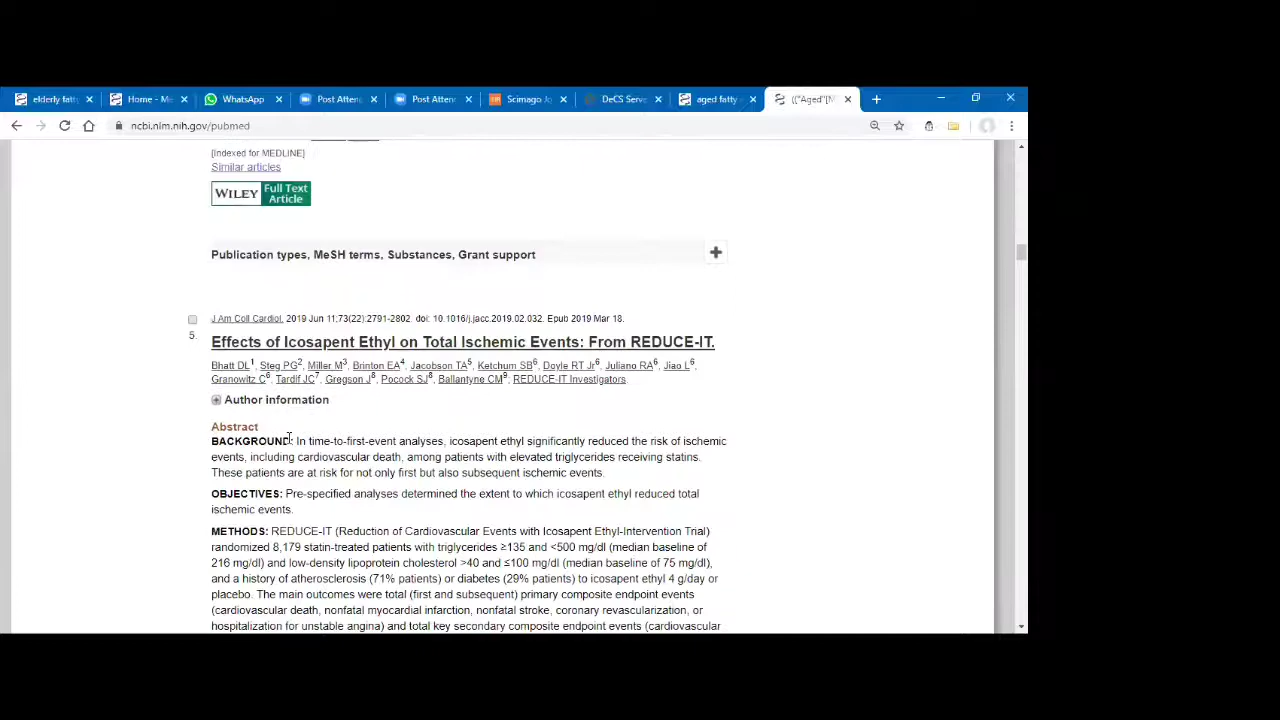 elderly fatty
Home - Me
WhatsApp
Post Atten
Post Atten
Scimago Jo
DeCS Serve
aged fatty
(("Aged"[M
ncbi.nlm.nih.gov/pubmed
[Indexed for MEDLINE]
Similar articles
WILEY Full Text
Article
Publication types, MeSH terms, Substances, Grant support
J Am Coll Cardiol. 2019 Jun 11;73(22):2791-2802. doi: 10.1016/j.jacc.2019.02.032. Epub 2019 Mar 18.
5. Effects of Icosapent Ethyl on Total Ischemic Events: From REDUCE-IT.
Bhatt DL1, Steg PG2, Miller M3, Brinton EA4, Jacobson TA5, Ketchum SB6, Doyle RT Jr6, Juliano RA6, Jiao L6,
Granowitz C6, Tardif JC7, Gregson J8, Pocock SJ8, Ballantyne CM9, REDUCE-IT Investigators.
Author information
Abstract
BACKGROUND: In time-to-first-event analyses, icosapent ethyl significantly reduced the risk of ischemic
events, including cardiovascular death, among patients with elevated triglycerides receiving statins.
These patients are at risk for not only first but also subsequent ischemic events.
OBJECTIVES: Pre-specified analyses determined the extent to which icosapent ethyl reduced total
ischemic events.
METHODS: REDUCE-IT (Reduction of Cardiovascular Events with Icosapent Ethyl-Intervention Trial)
randomized 8,179 statin-treated patients with triglycerides ≥135 and <500 mg/dl (median baseline of
216 mg/dl) and low-density lipoprotein cholesterol >40 and ≤100 mg/dl (median baseline of 75 mg/dl),
and a history of atherosclerosis (71% patients) or diabetes (29% patients) to icosapent ethyl 4 g/day or
placebo. The main outcomes were total (first and subsequent) primary composite endpoint events
(cardiovascular death, nonfatal myocardial infarction, nonfatal stroke, coronary revascularization, or
hospitalization for unstable angina) and total key secondary composite endpoint events (cardiovascular